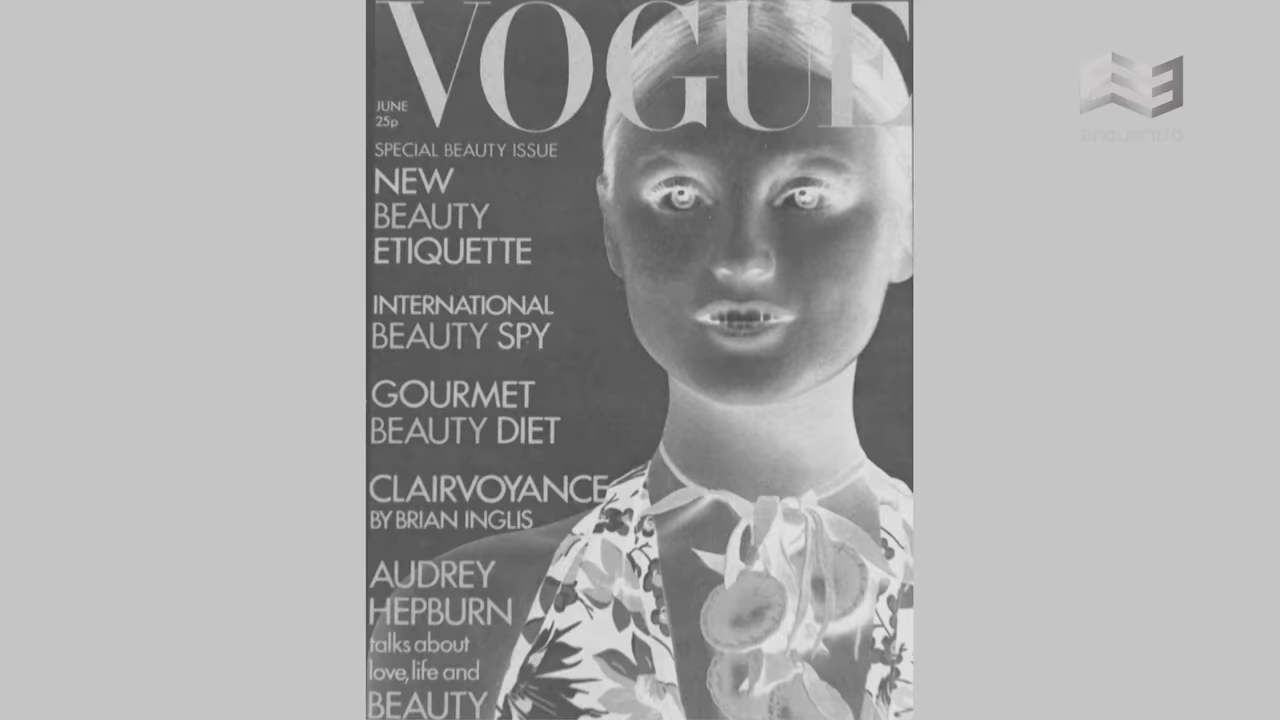 VOGUE
JUNE
25p
SPECIAL BEAUTY ISSUE
NEW
BEAUTY
ETIQUETTE
INTERNATIONAL
BEAUTY SPY
GOURMET
BEAUTY DIET
CLAIRVOYANCE
BY BRIAN INGLIS
AUDREY
HEPBURN
talks about
love, life and
BEAUTY
ENCUENTRO